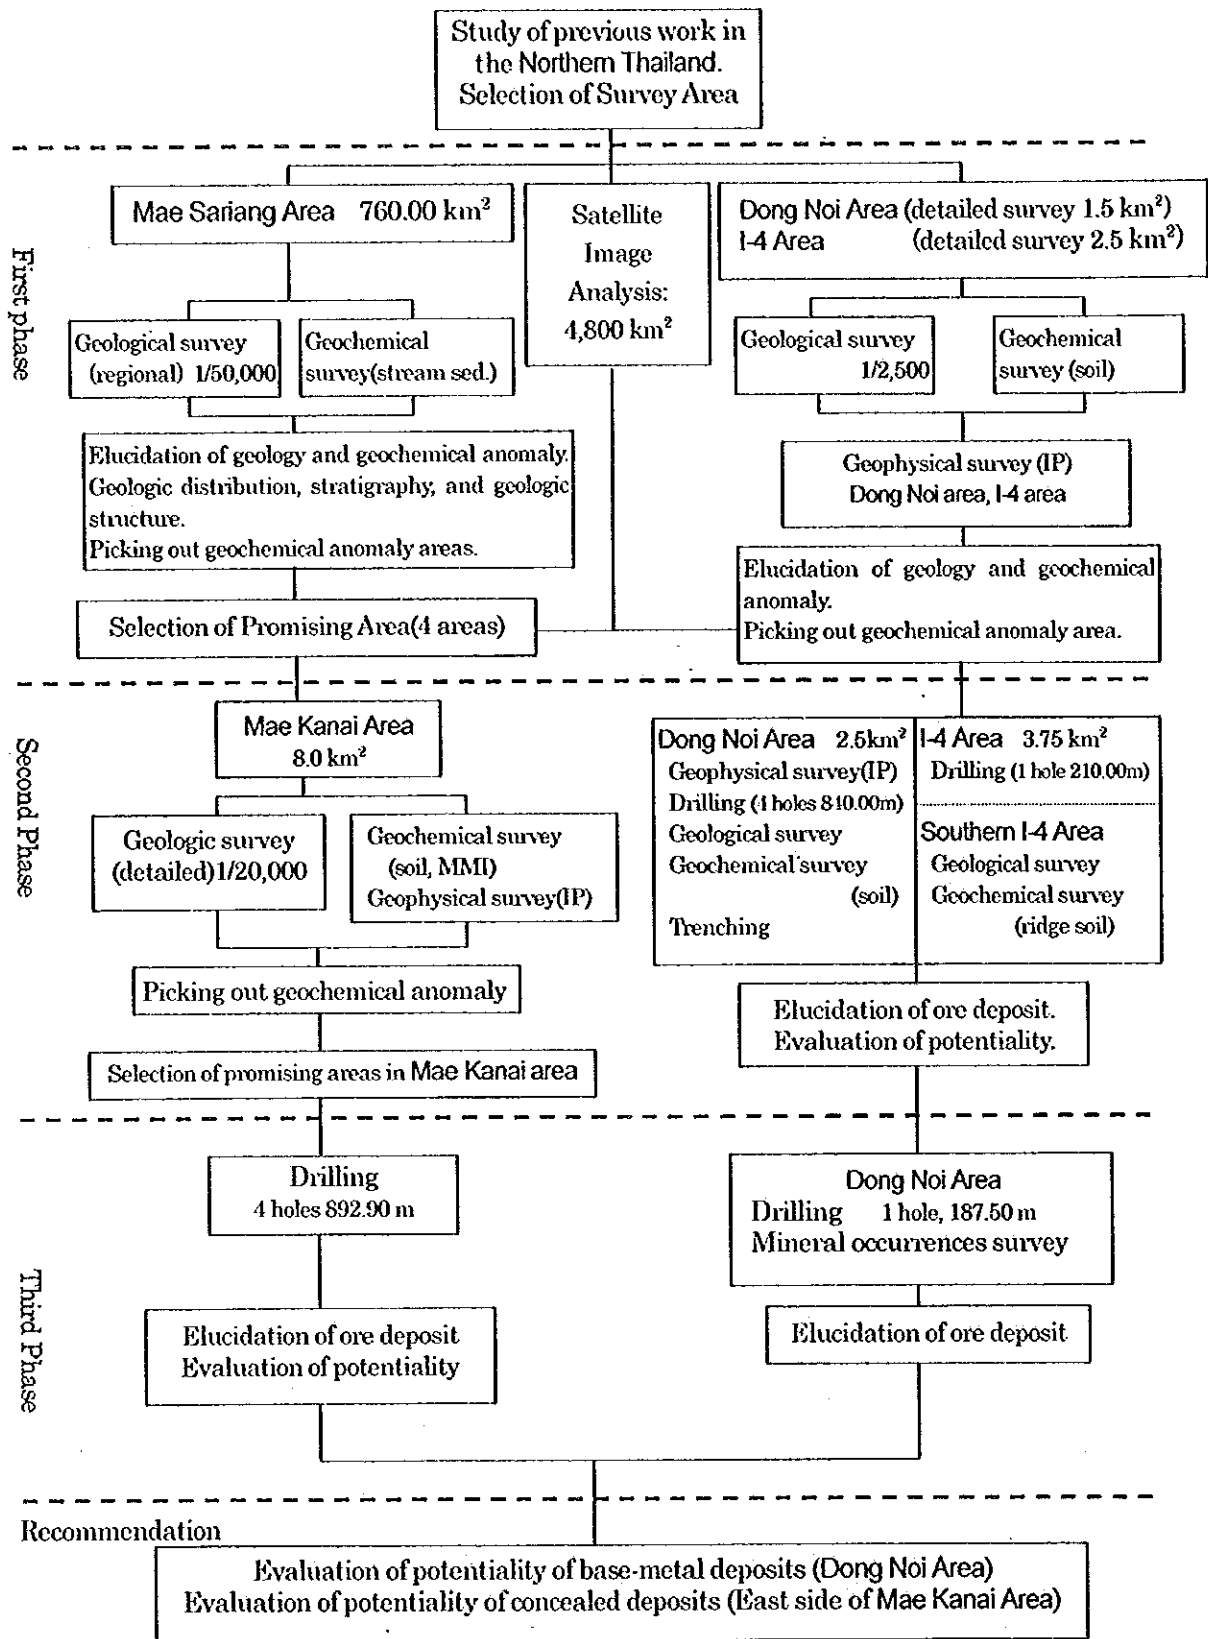 Study of previous work in
the Northern Thailand.
Selection of Survey Area
First phase
Mae Sariang Area 760.00 km²
Satellite
Image
Analysis:
4,800 km²
Dong Noi Area (detailed survey 1.5 km²)
I-4 Area (detailed survey 2.5 km²)
Geological survey
(regional) 1/50,000
Geochemical
survey(stream sed.)
Geological survey
1/2,500
Geochemical
survey (soil)
Elucidation of geology and geochemical anomaly.
Geologic distribution, stratigraphy, and geologic
structure.
Picking out geochemical anomaly areas.
Geophysical survey (IP)
Dong Noi area, I-4 area
Selection of Promising Area(4 areas)
Elucidation of geology and geochemical
anomaly.
Picking out geochemical anomaly area.
Second Phase
Mae Kanai Area
8.0 km²
Geologic survey
(detailed)1/20,000
Geochemical survey
(soil, MMI)
Geophysical survey(IP)
Picking out geochemical anomaly
Selection of promising areas in Mae Kanai area
Dong Noi Area 2.5km²
Geophysical survey(IP)
Drilling (4 holes 840.00m)
Geological survey
Geochemical survey
(soil)
Trenching
I-4 Area 3.75 km²
Drilling (1 hole 210.00m)
Southern I-4 Area
Geological survey
Geochemical survey
(ridge soil)
Elucidation of ore deposit.
Evaluation of potentiality.
Third Phase
Drilling
4 holes 892.90 m
Elucidation of ore deposit
Evaluation of potentiality
Dong Noi Area
Drilling 1 hole, 187.50 m
Mineral occurrences survey
Elucidation of ore deposit
Recommendation
Evaluation of potentiality of base-metal deposits (Dong Noi Area)
Evaluation of potentiality of concealed deposits (East side of Mae Kanai Area)